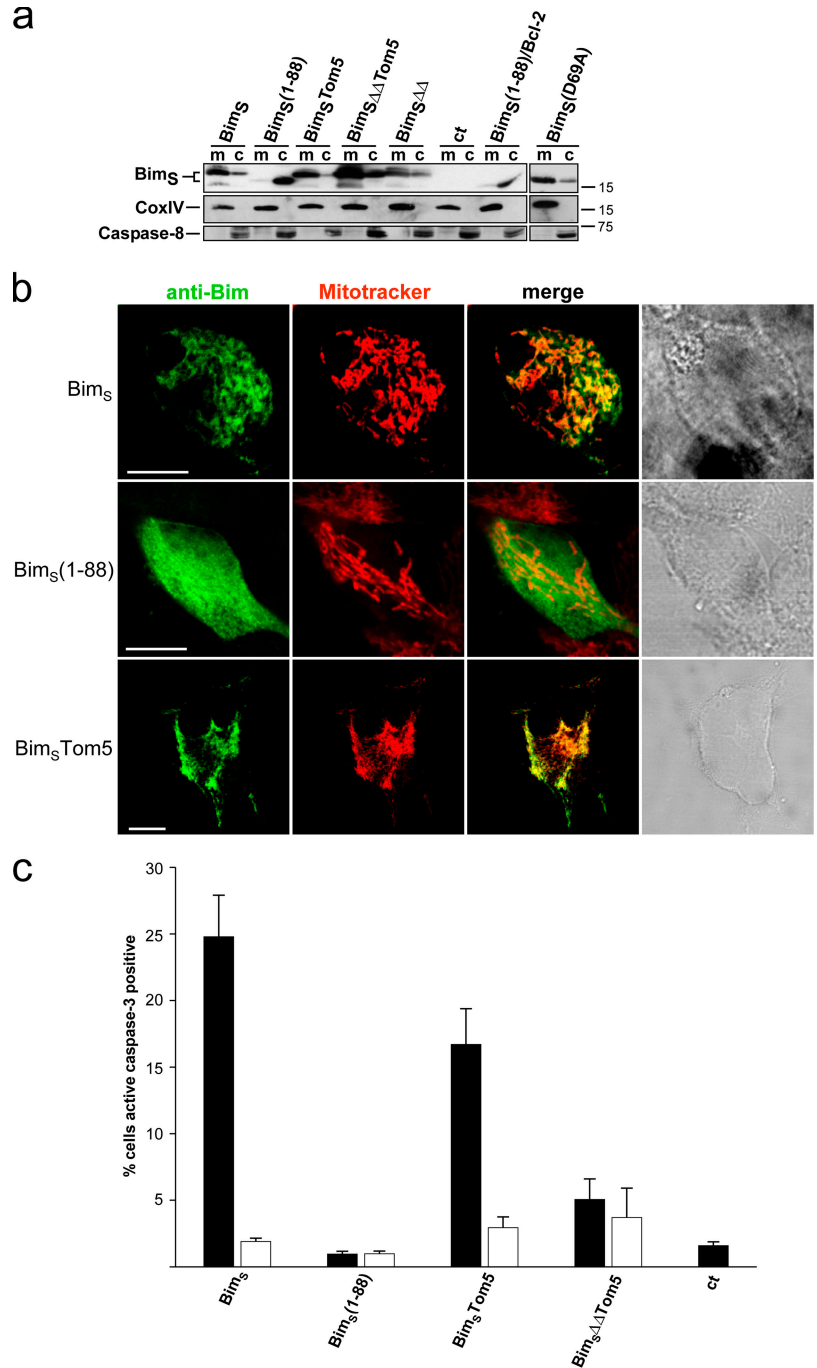 a
BimS BimS(1-88) BimSTom5 BimSΔΔTom5 BimSΔΔ ct BimS(1-88)/Bcl-2 BimS(D69A)
m c m c m c m c m c m c m c m c
BimS
15
CoxIV
15
75
Caspase-8
b
anti-Bim Mitotracker merge
BimS
BimS(1-88)
BimSTom5
c
% cells active caspase-3 positive
30
25
20
15
10
5
BimS BimS(1-88) BimSTom5 BimSΔΔTom5 ct